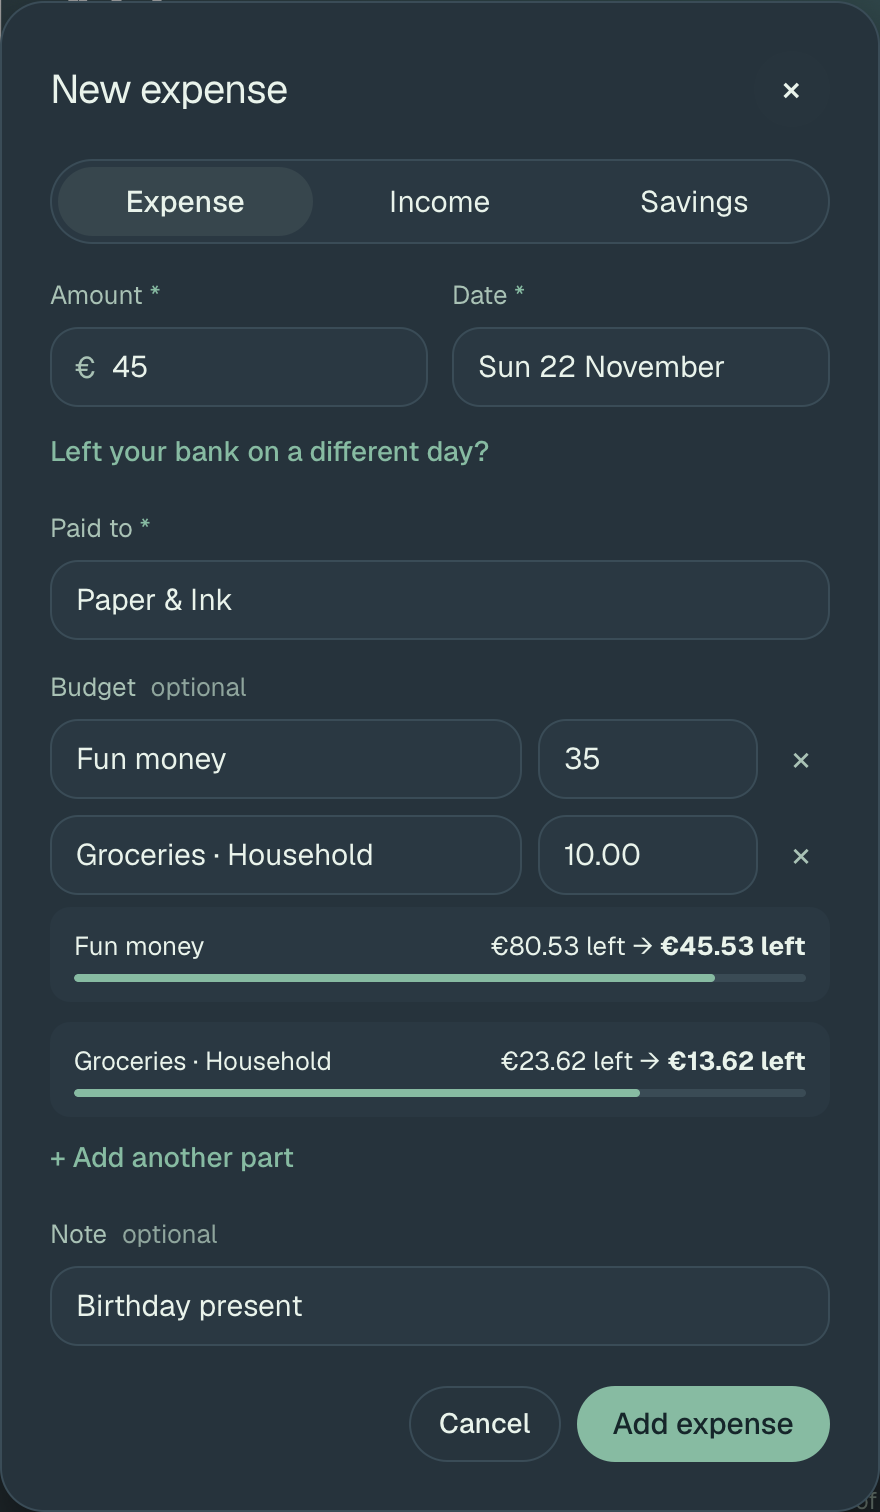 New expense
×
Expense Income Savings
Amount * Date *
€ 45 Sun 22 November
Left your bank on a different day?
Paid to *
Paper & Ink
Budget optional
Fun money 35 ×
Groceries · Household 10.00 ×
Fun money €80.53 left → €45.53 left
Groceries · Household €23.62 left → €13.62 left
+ Add another part
Note optional
Birthday present
Cancel Add expense